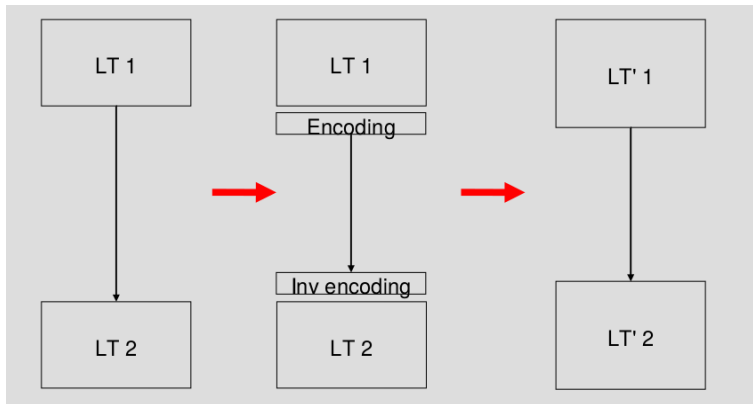 LT 1
LT 2
LT 1
Encoding
Inv encoding
LT 2
LT' 1
LT' 2